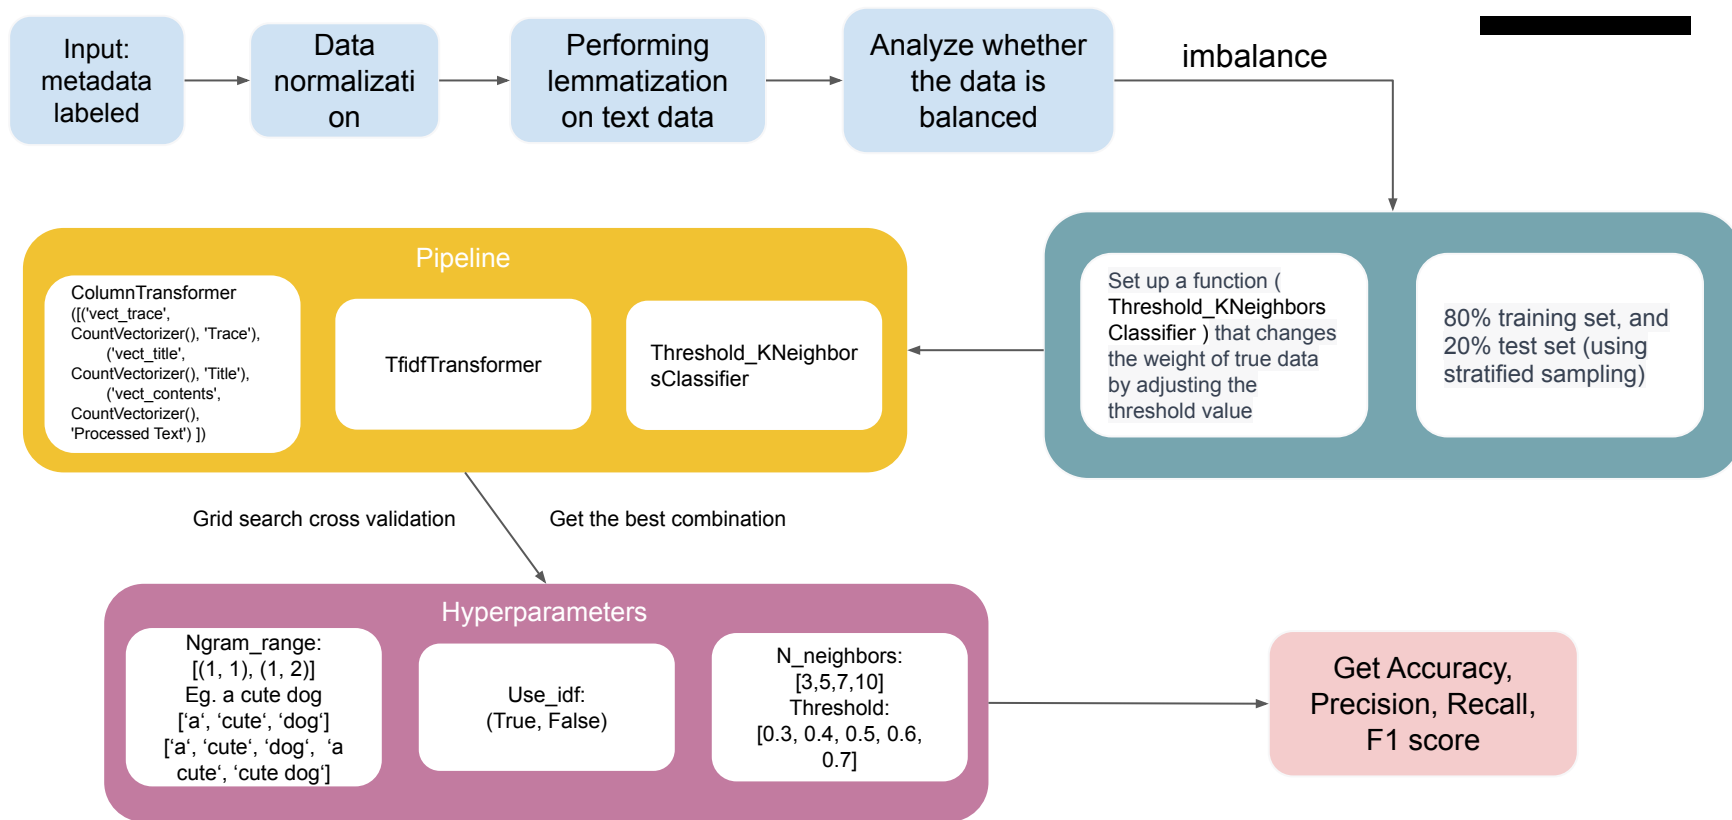 Input:
metadata
labeled
Data
normalizati
on
Performing
lemmatization
on text data
Analyze whether
the data is
balanced
imbalance
Set up a function (
Threshold_KNeighbors
Classifier ) that changes
the weight of true data
by adjusting the
threshold value
80% training set, and
20% test set (using
stratified sampling)
Pipeline
ColumnTransformer
([('vect_trace',
CountVectorizer(), 'Trace'),
('vect_title',
CountVectorizer(), 'Title'),
('vect_contents',
CountVectorizer(),
'Processed Text') ])
TfidfTransformer
Threshold_KNeighbor
sClassifier
Grid search cross validation
Get the best combination
Hyperparameters
Ngram_range:
[(1, 1), (1, 2)]
Eg. a cute dog
[‘a‘, ‘cute‘, ‘dog‘]
[‘a‘, ‘cute‘, ‘dog‘, ‘a
cute‘, ‘cute dog‘]
Use_idf:
(True, False)
N_neighbors:
[3,5,7,10]
Threshold:
[0.3, 0.4, 0.5, 0.6,
0.7]
Get Accuracy,
Precision, Recall,
F1 score